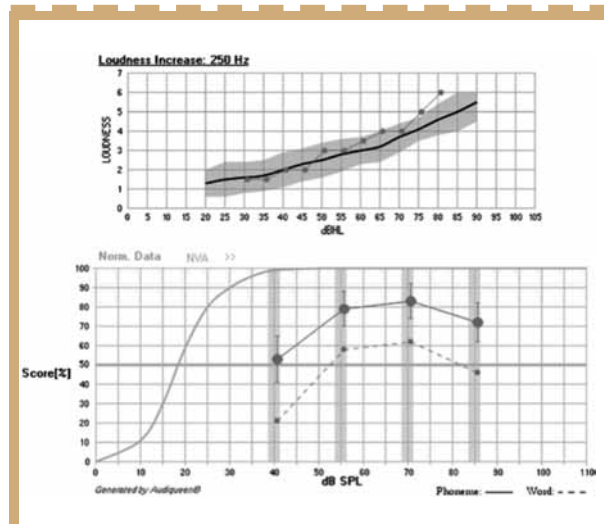 Loudness Increase: 250 Hz
7
6
5
4
3
2
1
0
LOUDNESS
0 5 10 15 20 25 30 35 40 45 50 55 60 65 70 75 80 85 90 95 100 105
dBHL
Norm. Data NVA >>
100
90
80
70
60
50
40
30
20
10
0
Score[%]
0 10 20 30 40 50 60 70 80 90 100 110
dB SPL
Generated by Audiqueen®
Phoneme: Word: